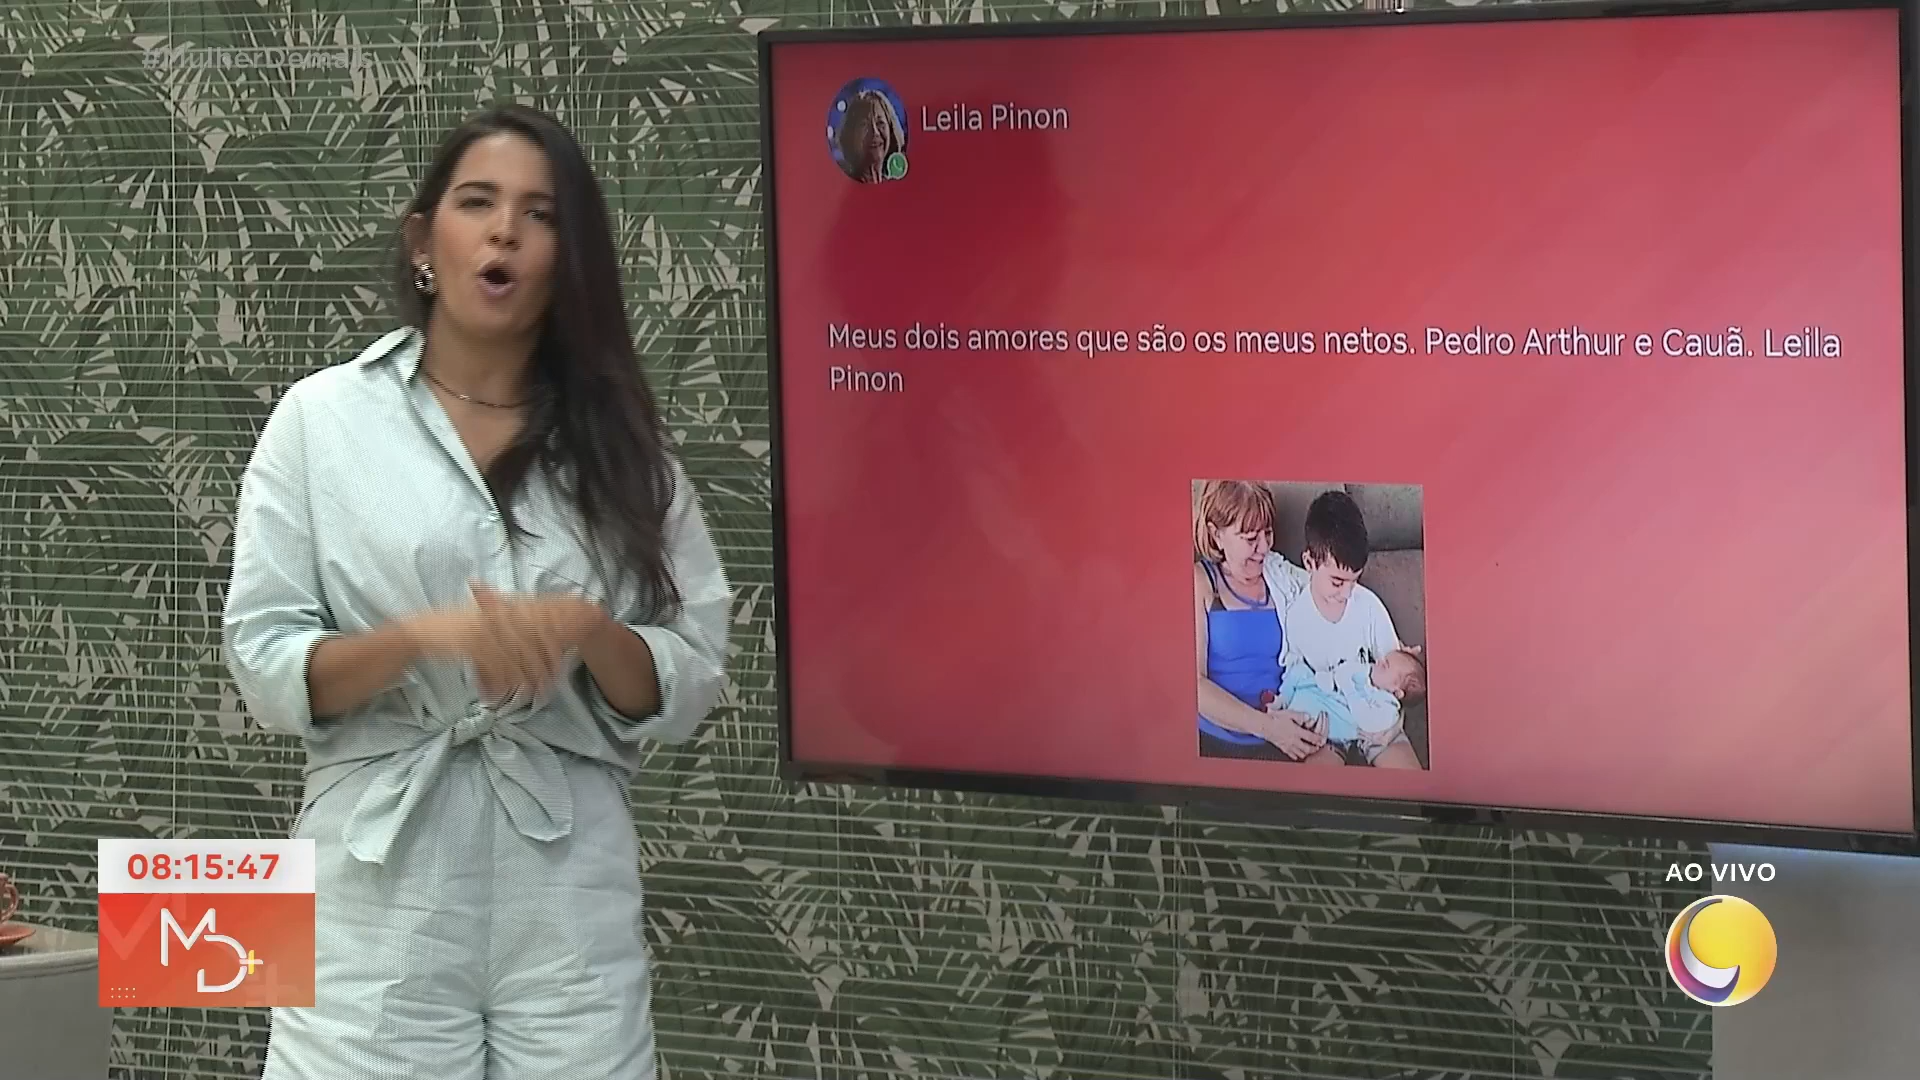 #MulherDemais
Leila Pinon
Meus dois amores que são os meus netos. Pedro Arthur e Cauã. Leila
Pinon
08:15:47
MD+
AO VIVO